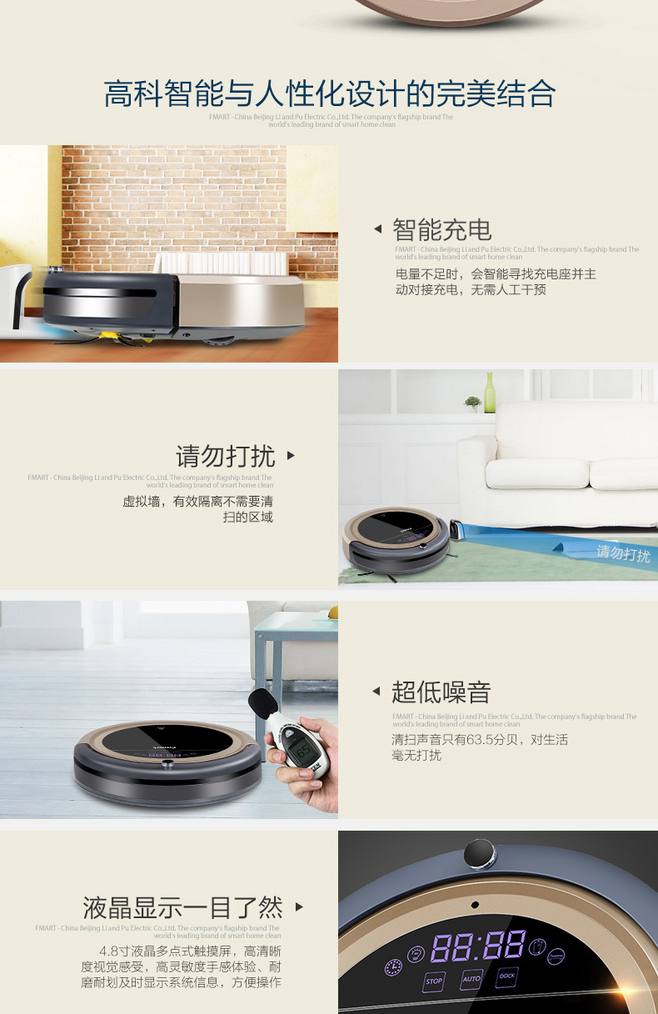 高科智能与人性化设计的完美结合
FMART - China Beijing LI and Pu Electric Co.,Ltd. The company's flagship brand The
world's leading brand of smart home clean
智能充电
FMART - China Beijing LI and Pu Electric Co.,Ltd. The company's flagship brand The
world's leading brand of smart home clean
电量不足时，会智能寻找充电座并主
动对接充电，无需人工干预
请勿打扰
FMART - China Beijing LI and Pu Electric Co.,Ltd. The company's flagship brand The
world's leading brand of smart home clean
虚拟墙，有效隔离不需要清
扫的区域
请勿打扰
超低噪音
FMART - China Beijing LI and Pu Electric Co.,Ltd. The company's flagship brand The
world's leading brand of smart home clean
清扫声音只有63.5分贝，对生活
毫无打扰
液晶显示一目了然
FMART - China Beijing LI and Pu Electric Co.,Ltd. The company's flagship brand The
world's leading brand of smart home clean
4.8寸液晶多点式触摸屏，高清晰
度视觉感受，高灵敏度手感体验、耐
磨耐划及时显示系统信息，方便操作
88:88
STOP
AUTO
DOCK